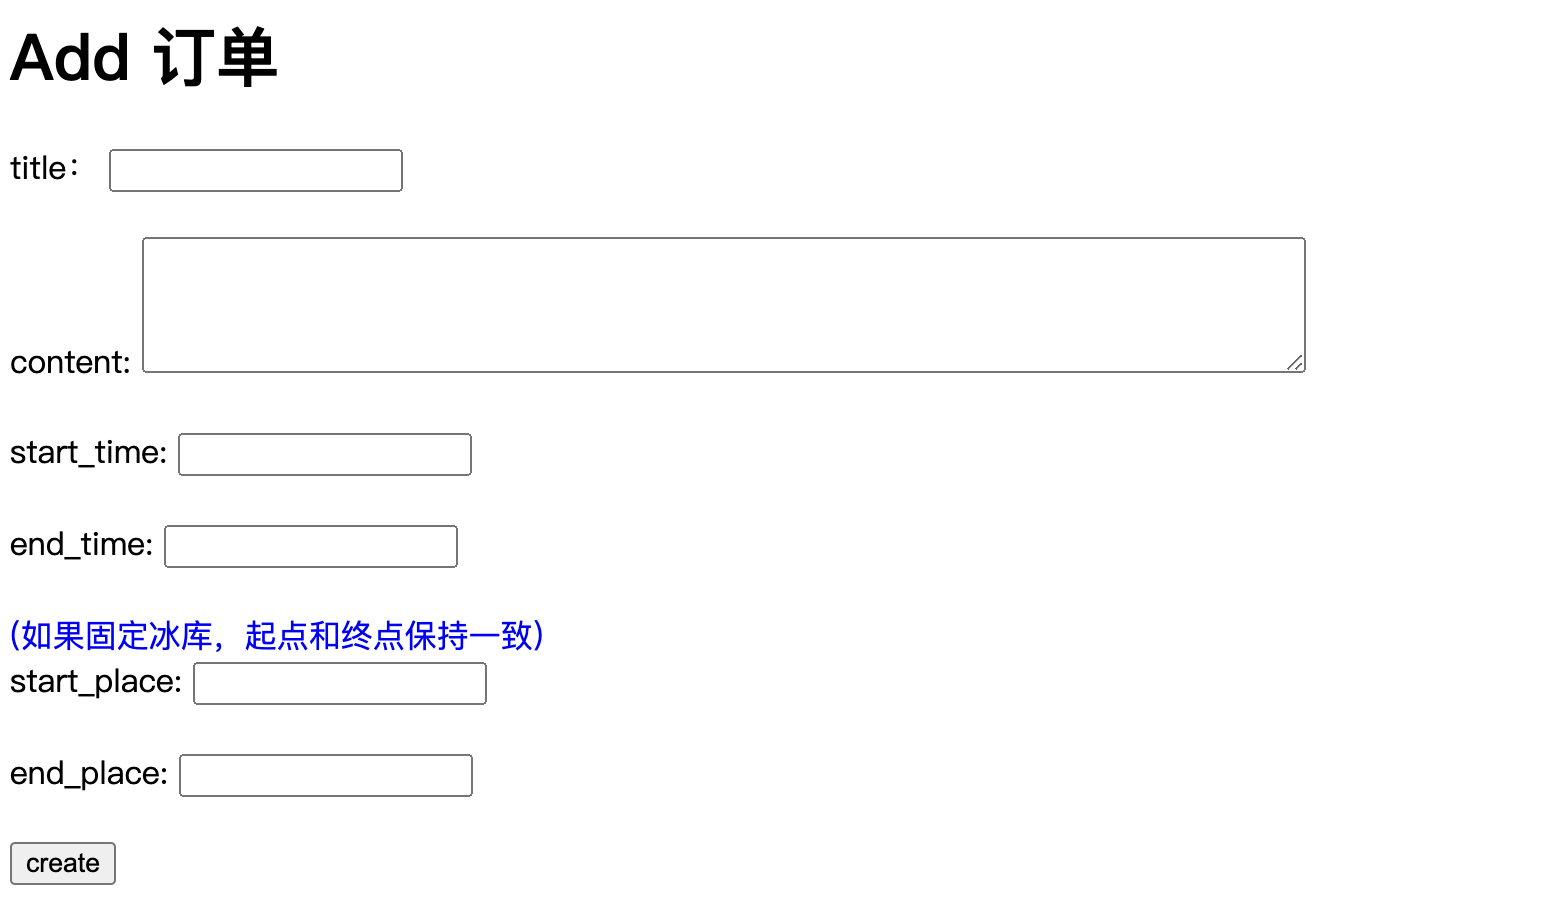 Add 订单
title：
content:
start_time:
end_time:
(如果固定冰库，起点和终点保持一致)
start_place:
end_place:
create